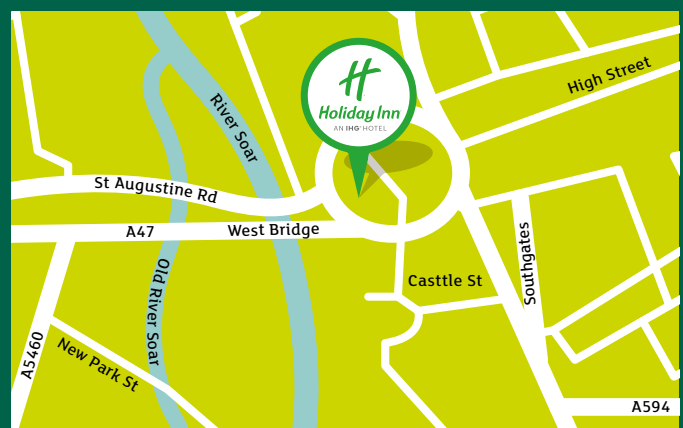 High Street
River Soar
Holiday Inn
AN IHG® HOTEL
St Augustine Rd
A47
West Bridge
Southgates
Casttle St
Old River Soar
A5460
New Park St
A594